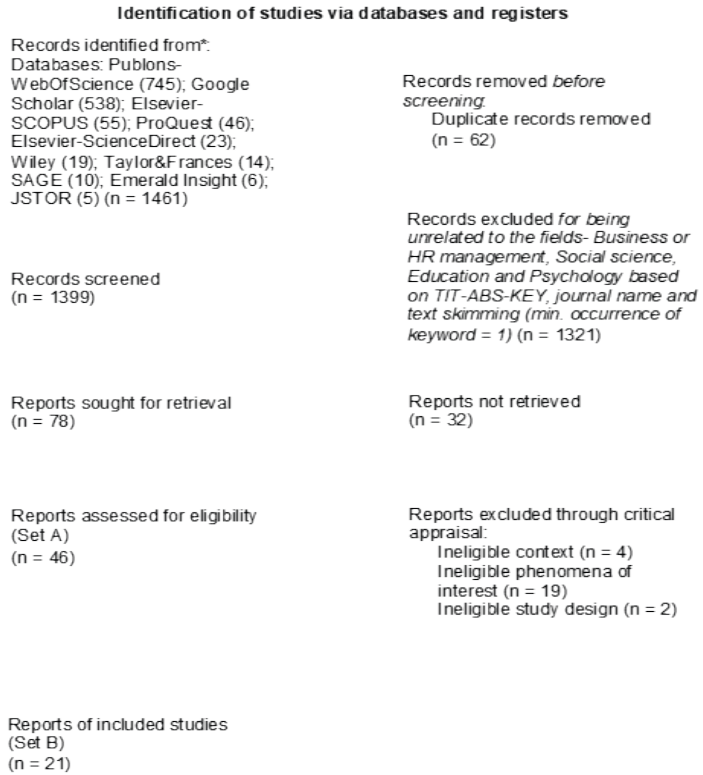 Identification of studies via databases and registers
Records identified from*:
Databases: Publons-
WebOfScience (745); Google
Scholar (538); Elsevier-
SCOPUS (55); ProQuest (46);
Elsevier-ScienceDirect (23);
Wiley (19); Taylor&Frances (14);
SAGE (10); Emerald Insight (6);
JSTOR (5) (n = 1461)
Records removed before
screening:
Duplicate records removed
(n = 62)
Records screened
(n = 1399)
Records excluded for being
unrelated to the fields- Business or
HR management, Social science,
Education and Psychology based
on TIT-ABS-KEY, journal name and
text skimming (min. occurrence of
keyword = 1) (n = 1321)
Reports sought for retrieval
(n = 78)
Reports not retrieved
(n = 32)
Reports assessed for eligibility
(Set A)
(n = 46)
Reports excluded through critical
appraisal:
Ineligible context (n = 4)
Ineligible phenomena of
interest (n = 19)
Ineligible study design (n = 2)
Reports of included studies
(Set B)
(n = 21)